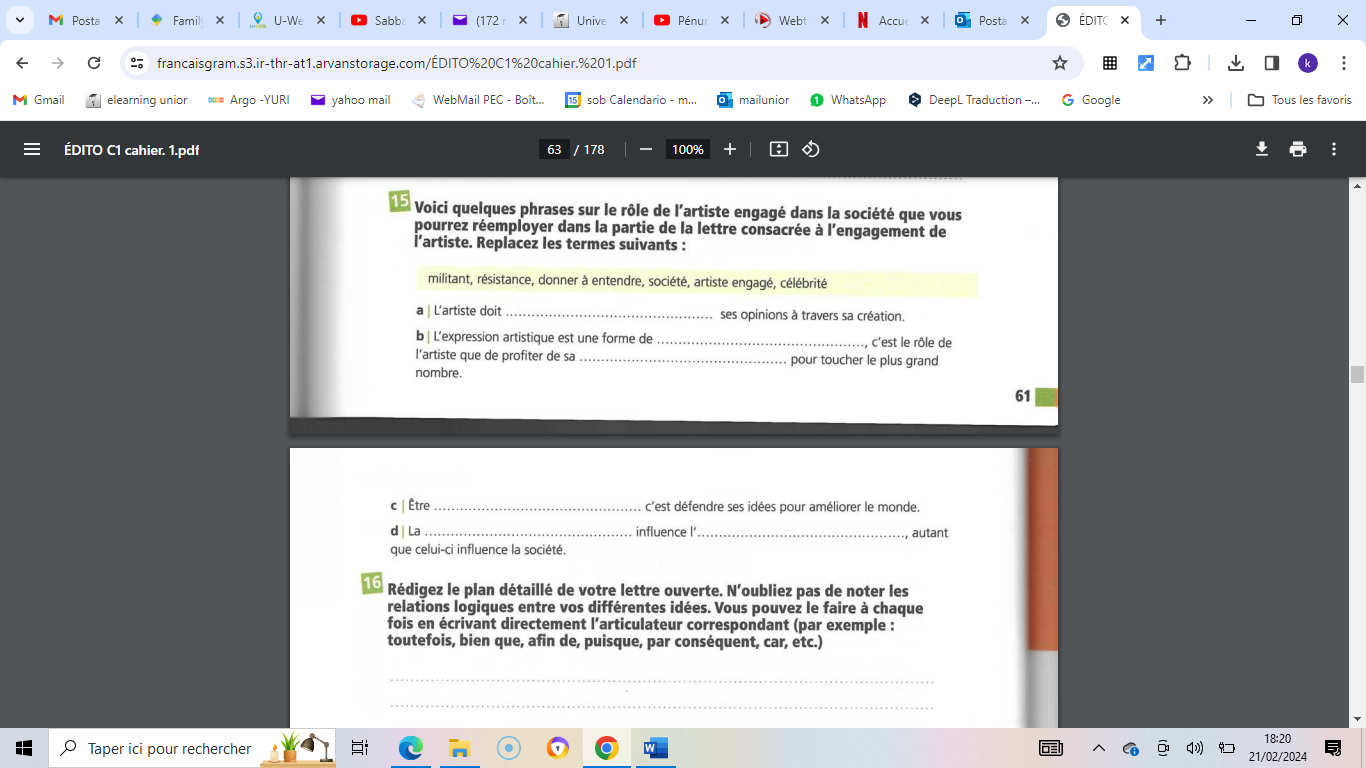 Posta
Family
U-We
Sabba
(172 r
Unive
Pénur
Webt
Accue
Posta
ÉDITO
francaisgram.s3.ir-thr-at1.arvanstorage.com/ÉDITO%20C1%20cahier.%201.pdf
k
Gmail
elearning unior
Argo -YURI
yahoo mail
WebMail PEC - Boît...
sob Calendario - m...
mailunior
WhatsApp
DeepL Traduction –...
Google
Tous les favoris
ÉDITO C1 cahier. 1.pdf
63 / 178
100%
15 Voici quelques phrases sur le rôle de l'artiste engagé dans la société que vous
pourrez réemployer dans la partie de la lettre consacrée à l'engagement de
l'artiste. Replacez les termes suivants :
militant, résistance, donner à entendre, société, artiste engagé, célébrité
a | L'artiste doit ................................................ ses opinions à travers sa création.
b | L'expression artistique est une forme de ................................................, c'est le rôle de
l'artiste que de profiter de sa ................................................ pour toucher le plus grand
nombre.
61
c | Être ................................................ c'est défendre ses idées pour améliorer le monde.
d | La ................................................ influence l'................................................, autant
que celui-ci influence la société.
16 Rédigez le plan détaillé de votre lettre ouverte. N'oubliez pas de noter les
relations logiques entre vos différentes idées. Vous pouvez le faire à chaque
fois en écrivant directement l'articulateur correspondant (par exemple :
toutefois, bien que, afin de, puisque, par conséquent, car, etc.)
Taper ici pour rechercher
18:20
21/02/2024